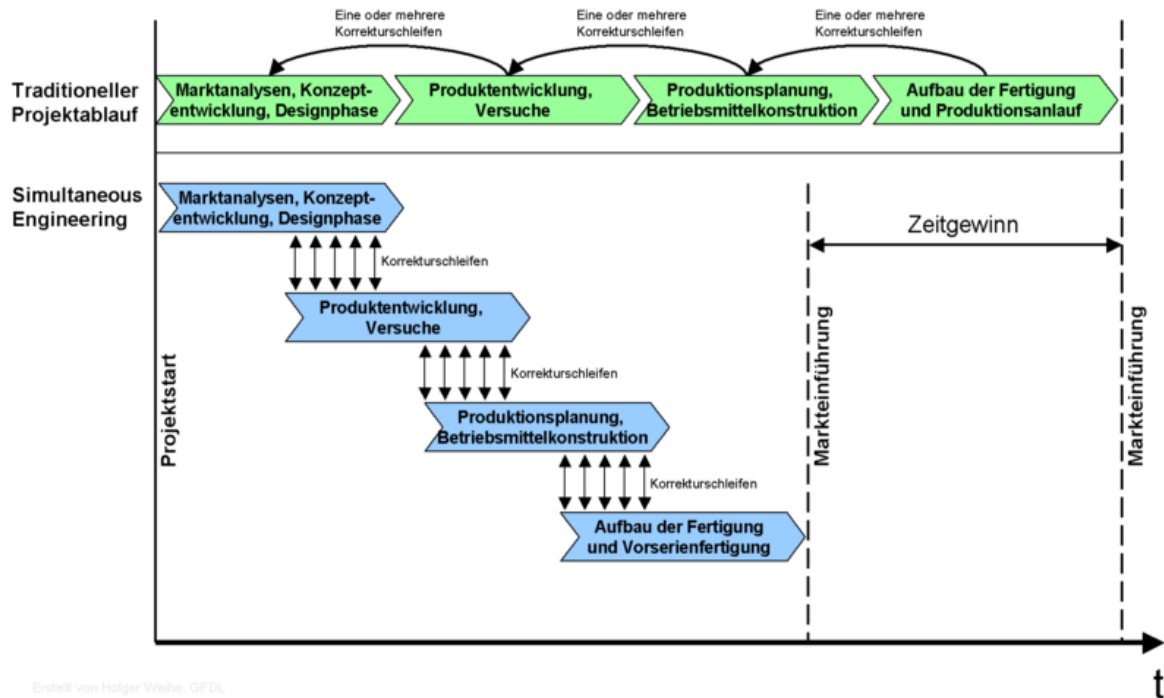 Eine oder mehrere
Korrekturschleifen
Eine oder mehrere
Korrekturschleifen
Eine oder mehrere
Korrekturschleifen
Traditioneller
Projektablauf
Marktanalysen, Konzept-
entwicklung, Designphase
Produktentwicklung,
Versuche
Produktionsplanung,
Betriebsmittelkonstruktion
Aufbau der Fertigung
und Produktionsanlauf
Simultaneous
Engineering
Marktanalysen, Konzept-
entwicklung, Designphase
Zeitgewinn
Korrekturschleifen
Produktentwicklung,
Versuche
Korrekturschleifen
Projektstart
Markteinführung
Markteinführung
Produktionsplanung,
Betriebsmittelkonstruktion
Korrekturschleifen
Aufbau der Fertigung
und Vorserienfertigung
t
Erstellt von Holger Weihe, GFDL